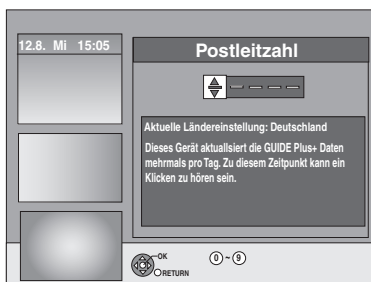 12.8. Mi 15:05
Postleitzahl
Aktuelle Ländereinstellung: Deutschland
Dieses Gerät aktuallsiert die GUIDE Plus+ Daten
mehrmals pro Tag. Zu diesem Zeitpunkt kann ein
Klicken zu hören sein.
OK
RETURN
0 ~ 9